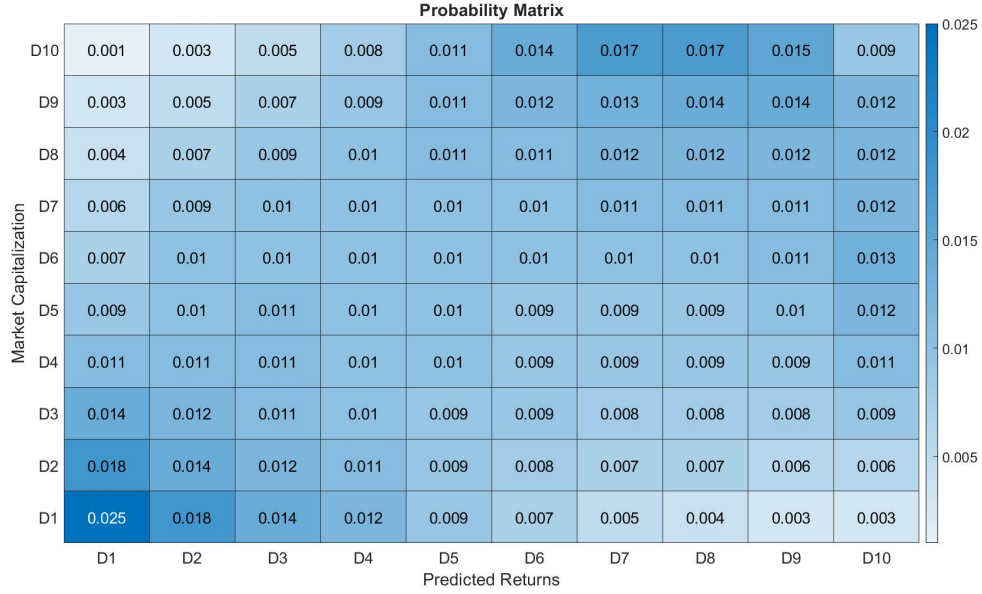 Probability Matrix
D10 0.001 0.003 0.005 0.008 0.011 0.014 0.017 0.017 0.015 0.009
D9 0.003 0.005 0.007 0.009 0.011 0.012 0.013 0.014 0.014 0.012
D8 0.004 0.007 0.009 0.01 0.011 0.011 0.012 0.012 0.012 0.012
D7 0.006 0.009 0.01 0.01 0.01 0.01 0.011 0.011 0.011 0.012
D6 0.007 0.01 0.01 0.01 0.01 0.01 0.01 0.01 0.011 0.013
D5 0.009 0.01 0.011 0.01 0.01 0.009 0.009 0.009 0.01 0.012
D4 0.011 0.011 0.011 0.01 0.01 0.009 0.009 0.009 0.009 0.011
D3 0.014 0.012 0.011 0.01 0.009 0.009 0.008 0.008 0.008 0.009
D2 0.018 0.014 0.012 0.011 0.009 0.008 0.007 0.007 0.006 0.006
D1 0.025 0.018 0.014 0.012 0.009 0.007 0.005 0.004 0.003 0.003
D1 D2 D3 D4 D5 D6 D7 D8 D9 D10
Predicted Returns
Market Capitalization
0.025
0.02
0.015
0.01
0.005